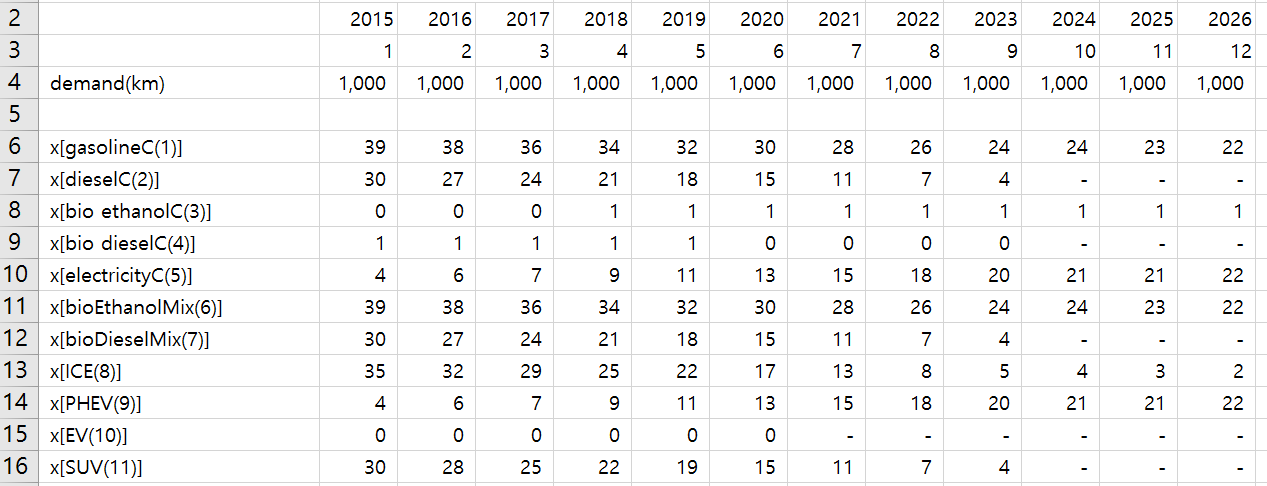 2 2015 2016 2017 2018 2019 2020 2021 2022 2023 2024 2025 2026
3 1 2 3 4 5 6 7 8 9 10 11 12
4 demand(km) 1,000 1,000 1,000 1,000 1,000 1,000 1,000 1,000 1,000 1,000 1,000 1,000
5
6 x[gasolineC(1)] 39 38 36 34 32 30 28 26 24 24 23 22
7 x[dieselC(2)] 30 27 24 21 18 15 11 7 4 - - -
8 x[bio ethanolC(3)] 0 0 0 1 1 1 1 1 1 1 1 1
9 x[bio dieselC(4)] 1 1 1 1 1 0 0 0 0 - - -
10 x[electricityC(5)] 4 6 7 9 11 13 15 18 20 21 21 22
11 x[bioEthanolMix(6)] 39 38 36 34 32 30 28 26 24 24 23 22
12 x[bioDieselMix(7)] 30 27 24 21 18 15 11 7 4 - - -
13 x[ICE(8)] 35 32 29 25 22 17 13 8 5 4 3 2
14 x[PHEV(9)] 4 6 7 9 11 13 15 18 20 21 21 22
15 x[EV(10)] 0 0 0 0 0 0 - - - - - -
16 x[SUV(11)] 30 28 25 22 19 15 11 7 4 - - -